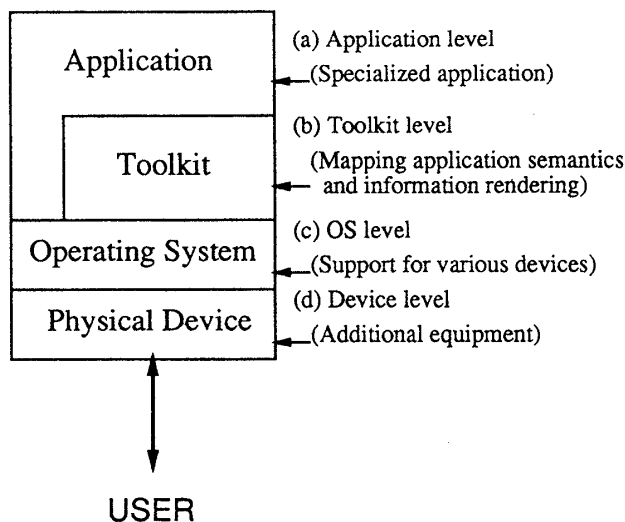 Application
(a) Application level
(Specialized application)
Toolkit
(b) Toolkit level
(Mapping application semantics
and information rendering)
Operating System
(c) OS level
(Support for various devices)
Physical Device
(d) Device level
(Additional equipment)
USER